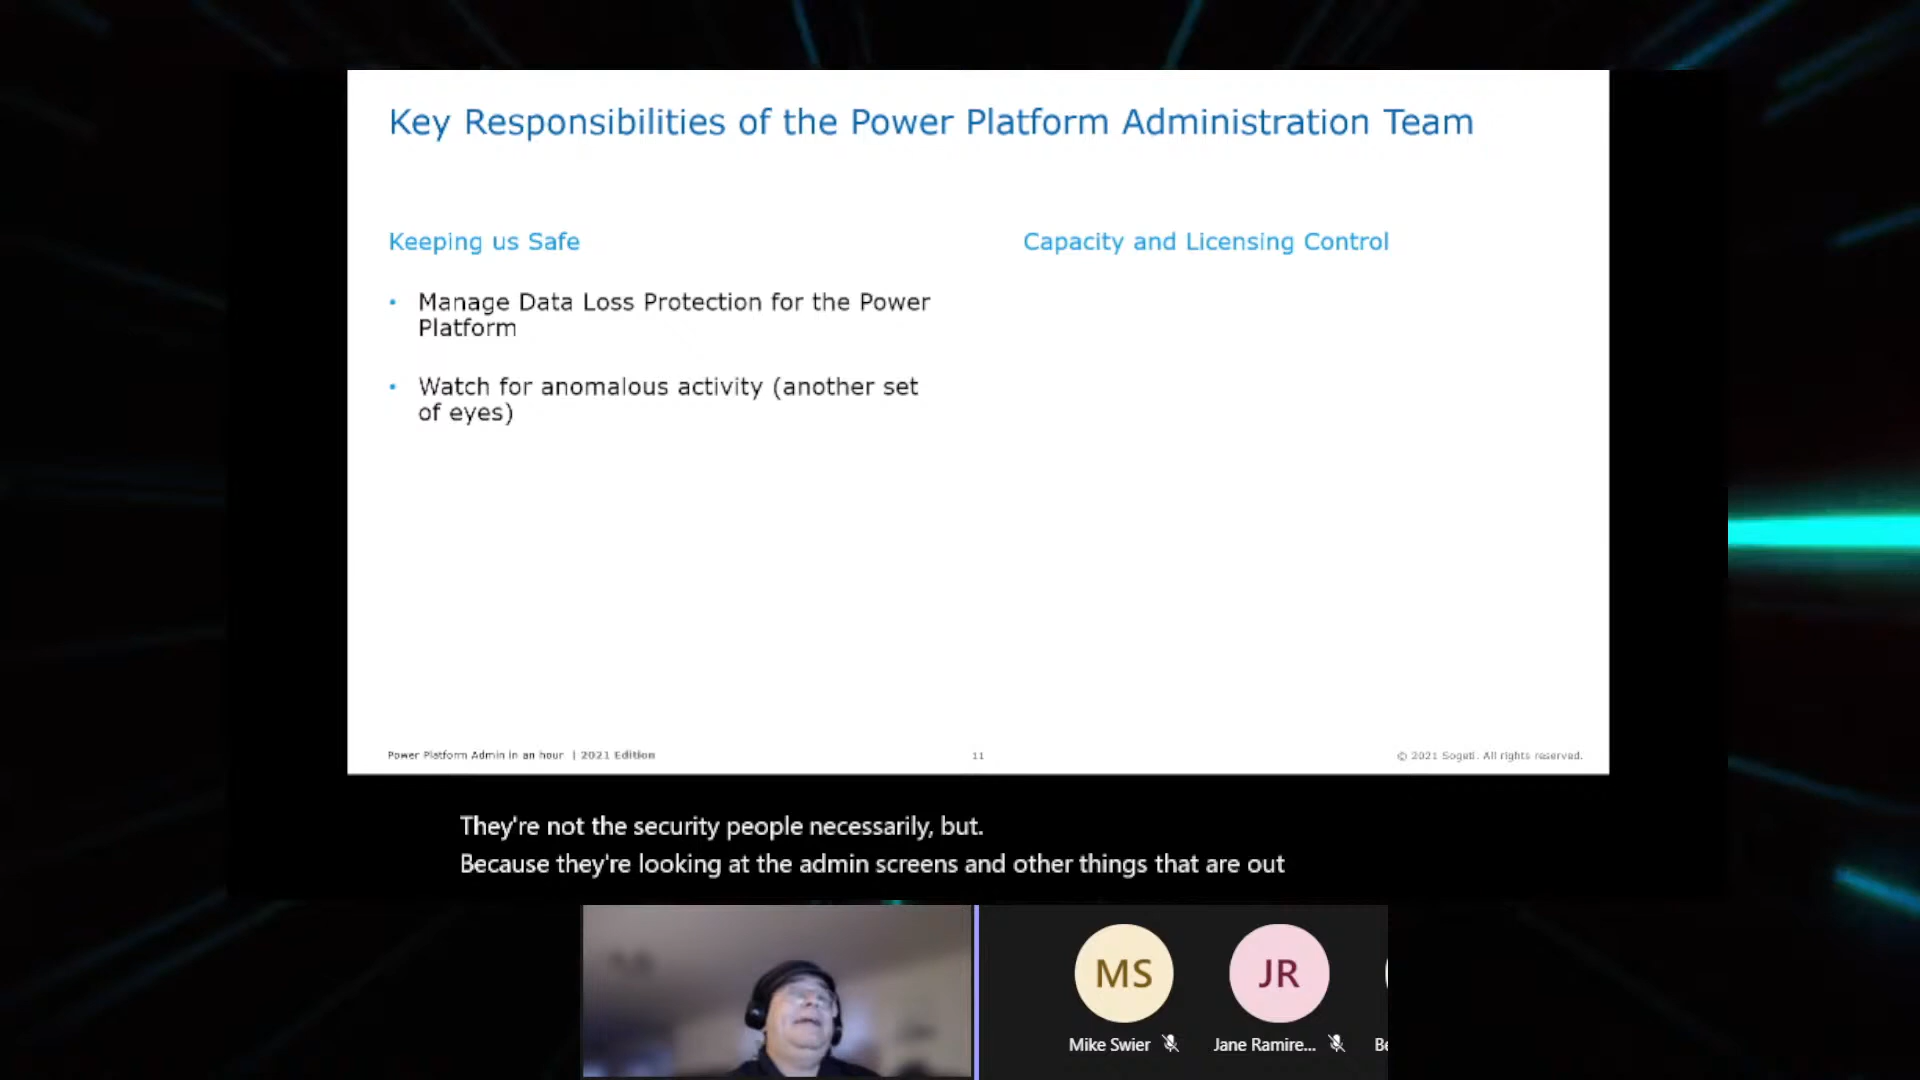 Key Responsibilities of the Power Platform Administration Team
Keeping us Safe
• Manage Data Loss Protection for the Power
Platform
• Watch for anomalous activity (another set
of eyes)
Capacity and Licensing Control
Power Platform Admin in an hour | 2021 Edition
11
© 2021 Sogeti. All rights reserved.
They're not the security people necessarily, but.
Because they're looking at the admin screens and other things that are out
MS
JR
Mike Swier
Jane Ramire...
Be